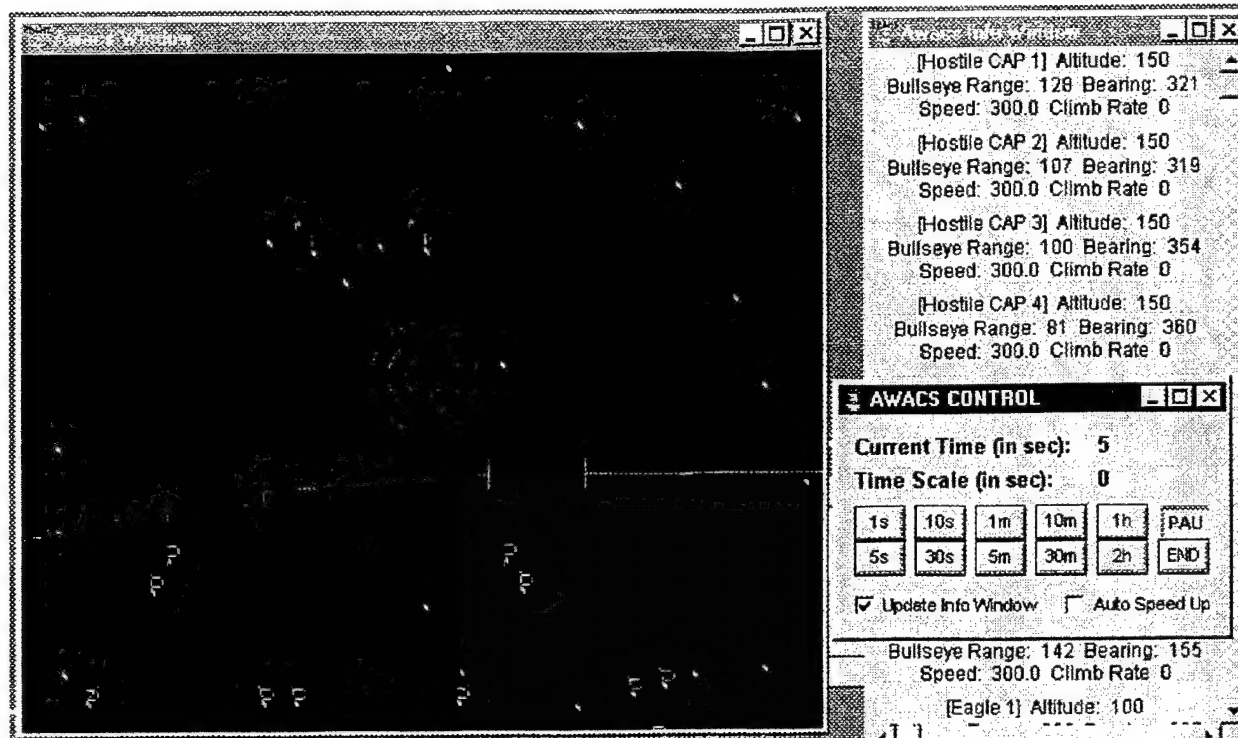 Awacs Info Window
[Hostile CAP 1] Altitude: 150
Bullseye Range: 128 Bearing: 321
Speed: 300.0 Climb Rate 0
[Hostile CAP 2] Altitude: 150
Bullseye Range: 107 Bearing: 319
Speed: 300.0 Climb Rate 0
[Hostile CAP 3] Altitude: 150
Bullseye Range: 100 Bearing: 354
Speed: 300.0 Climb Rate 0
[Hostile CAP 4] Altitude: 150
Bullseye Range: 81 Bearing: 360
Speed: 300.0 Climb Rate 0
AWACS CONTROL
Current Time (in sec): 5
Time Scale (in sec): 0
1s 10s 1m 10m 1h PAU
5s 30s 5m 30m 2h END
Update Info Window Auto Speed Up
Bullseye Range: 142 Bearing: 155
Speed: 300.0 Climb Rate 0
[Eagle 1] Altitude: 100